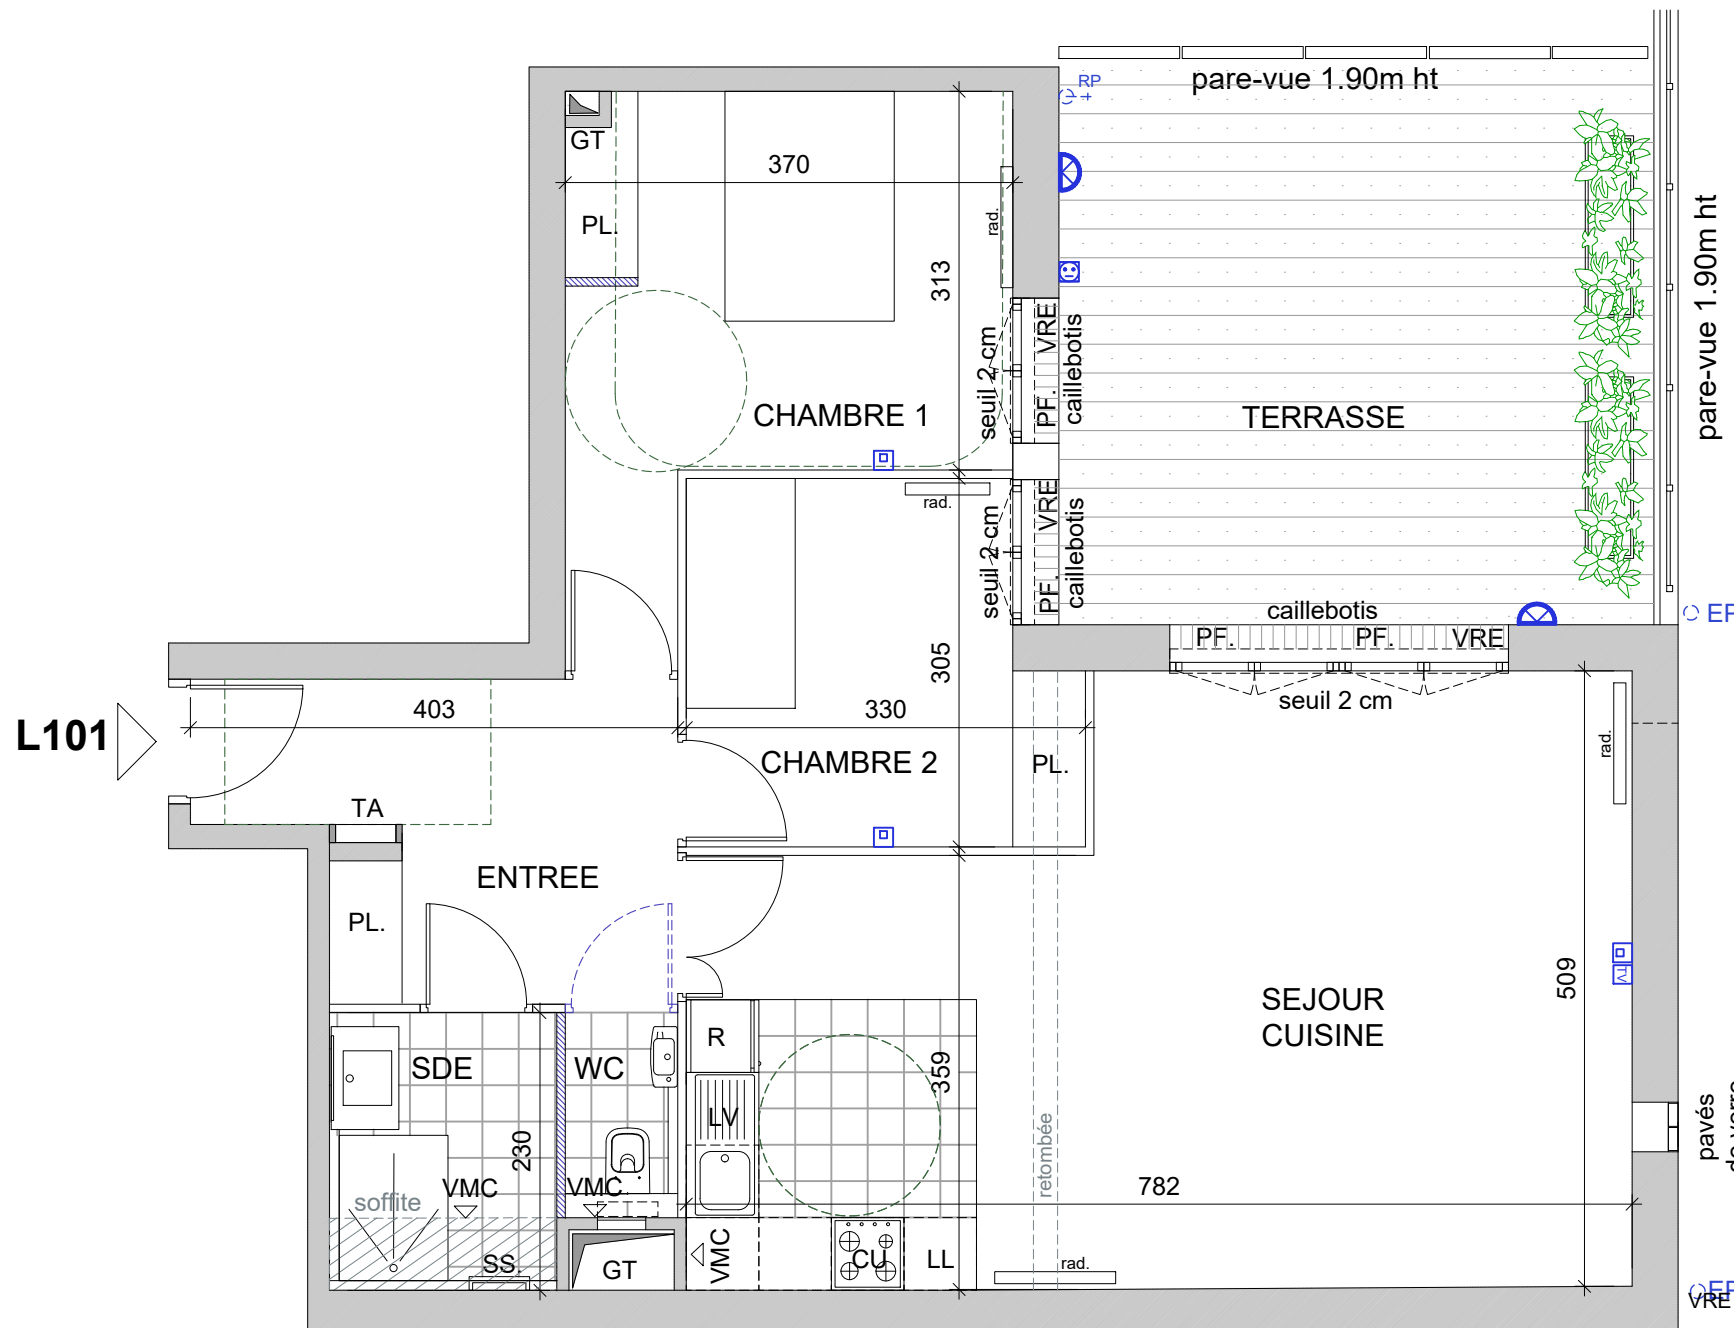 pare-vue 1.90m ht
RP
GT
370
PL.
rad.
313
pare-vue 1.90m ht
seuil 2 cm
PF.
VRE
caillebotis
CHAMBRE 1
TERRASSE
rad.
seuil 2 cm
PF.
VRE
caillebotis
caillebotis
PF.
PF.
VRE
seuil 2 cm
305
403
330
L101
CHAMBRE 2
PL.
rad.
TA
ENTREE
PL.
509
TV
SEJOUR
CUISINE
R
SDE
WC
359
LV
230
retombée
pavés
782
VMC
VMC
soffite
VMC
SS.
GT
CU
LL
rad.
VRE